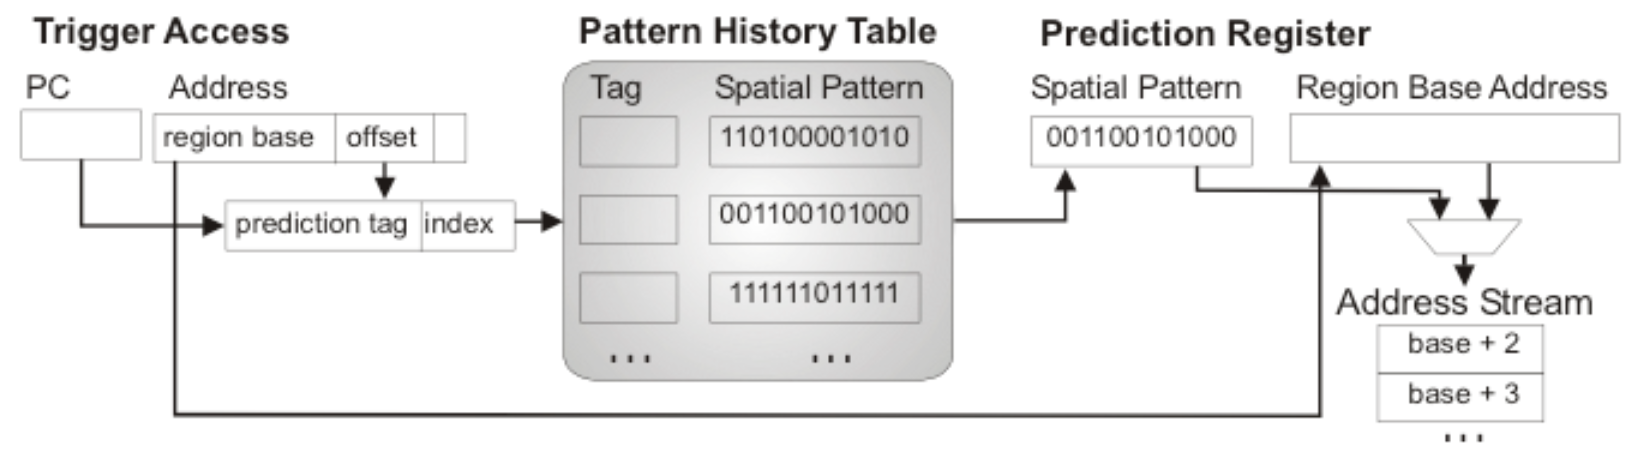 Trigger Access
Pattern History Table
Prediction Register
PC
Address
Tag
Spatial Pattern
Spatial Pattern
Region Base Address
region base
offset
110100001010
001100101000
prediction tag
index
001100101000
111111011111
...
...
Address Stream
base + 2
base + 3
...